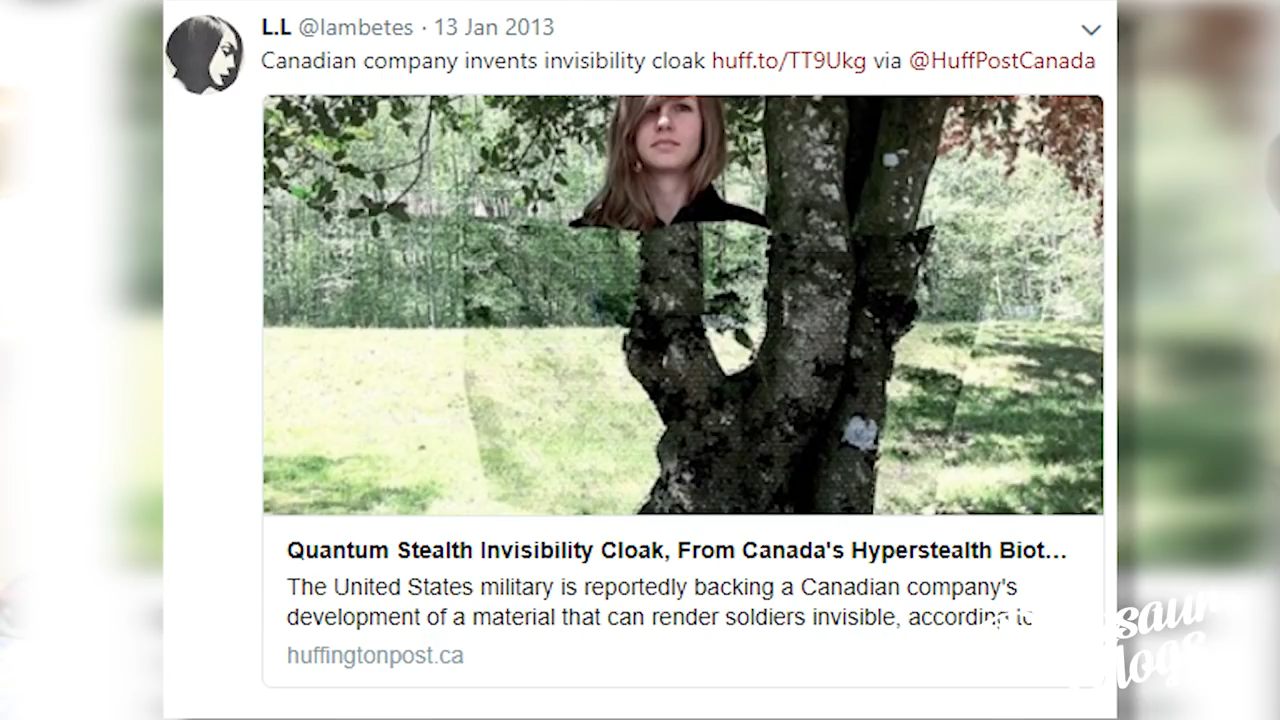 L.L @lambetes · 13 Jan 2013
Canadian company invents invisibility cloak huff.to/TT9Ukg via @HuffPostCanada
Quantum Stealth Invisibility Cloak, From Canada's Hyperstealth Biot...
The United States military is reportedly backing a Canadian company's
development of a material that can render soldiers invisible, according to
huffingtonpost.ca